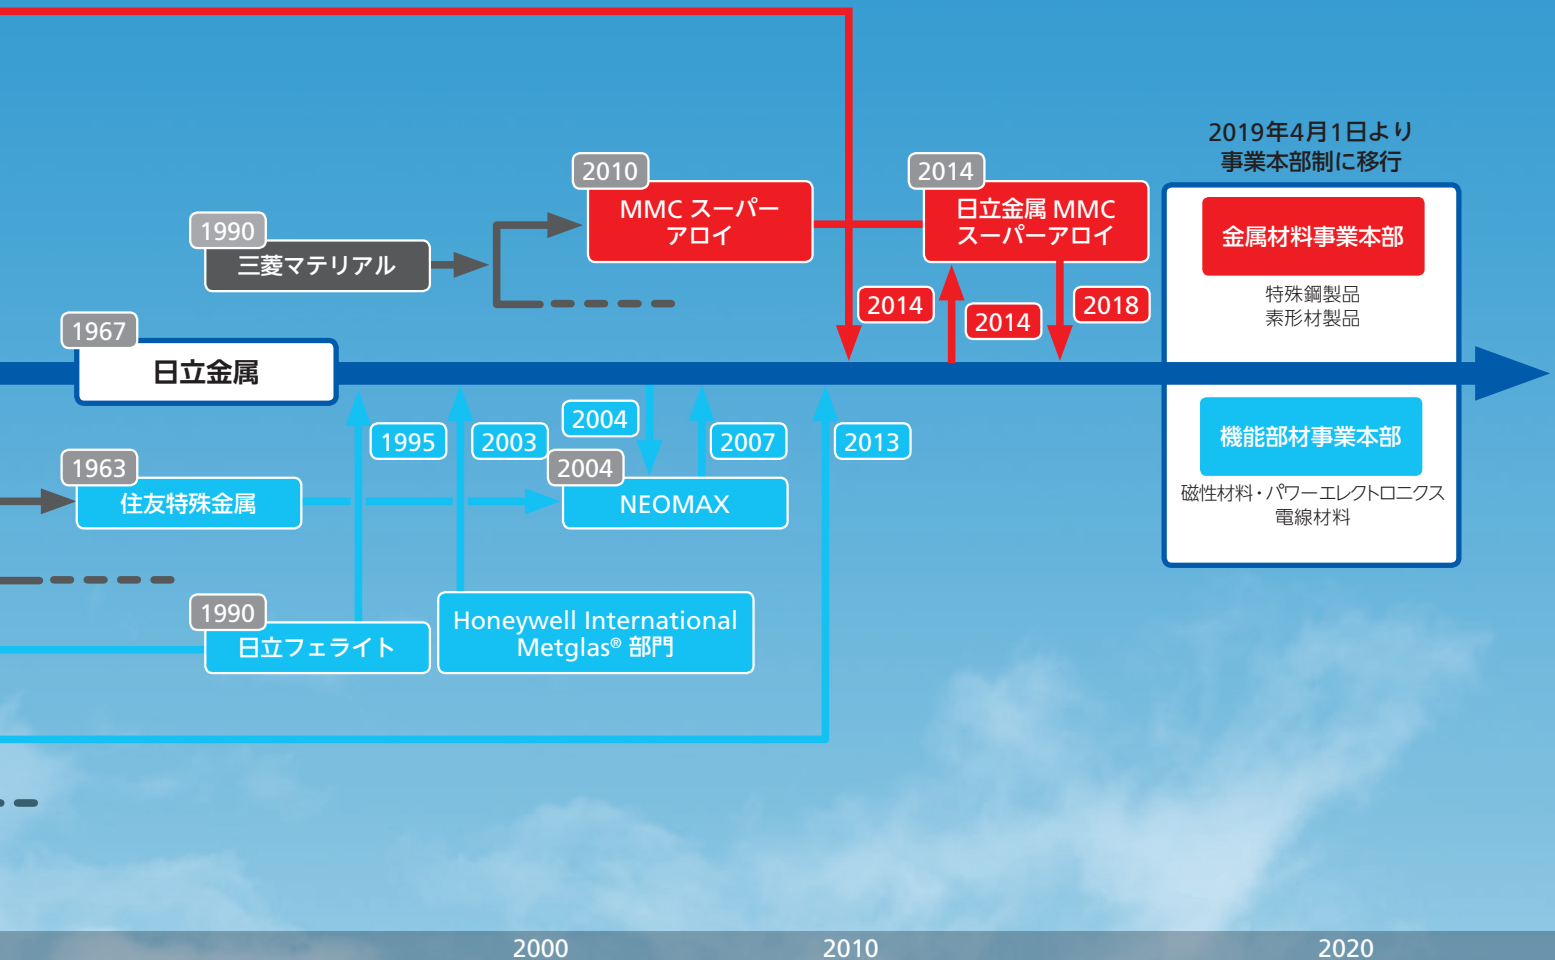 2019年4月1日より
事業本部制に移行
2010
MMC スーパー
アロイ
2014
日立金属 MMC
スーパーアロイ
1990
三菱マテリアル
金属材料事業本部
特殊鋼製品
素形材製品
2014
2014
2018
1967
日立金属
1995
2003
2004
2007
2013
機能部材事業本部
磁性材料・パワーエレクトロニクス
電線材料
1963
住友特殊金属
2004
NEOMAX
1990
日立フェライト
Honeywell International
Metglas® 部門
2000
2010
2020